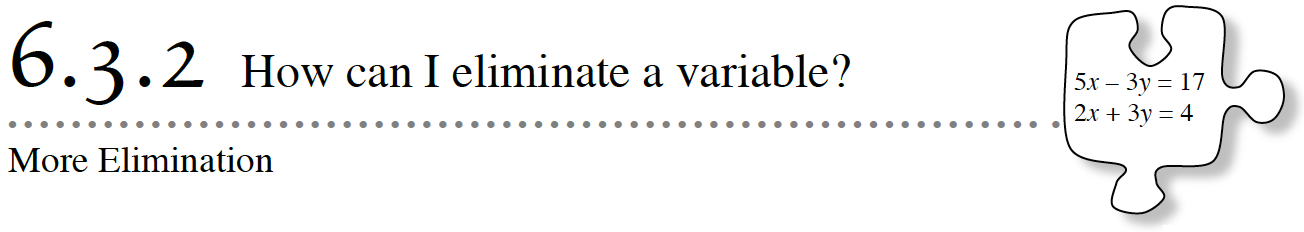 6.3.2 How can I eliminate a variable?
5x – 3y = 17
2x + 3y = 4
More Elimination